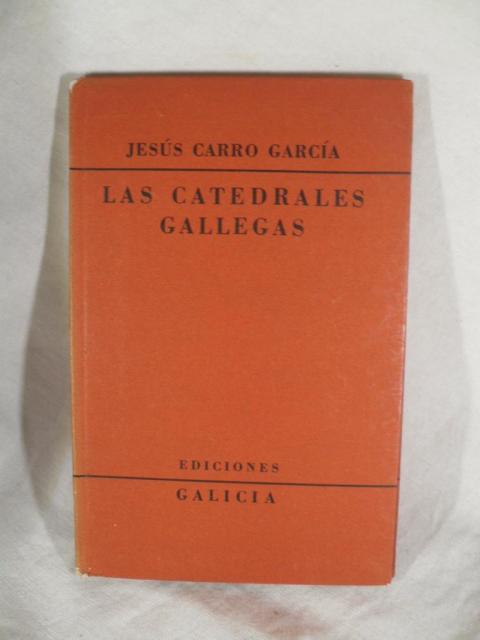 JESÚS CARRO GARCÍA
LAS CATEDRALES
GALLEGAS
EDICIONES
GALICIA